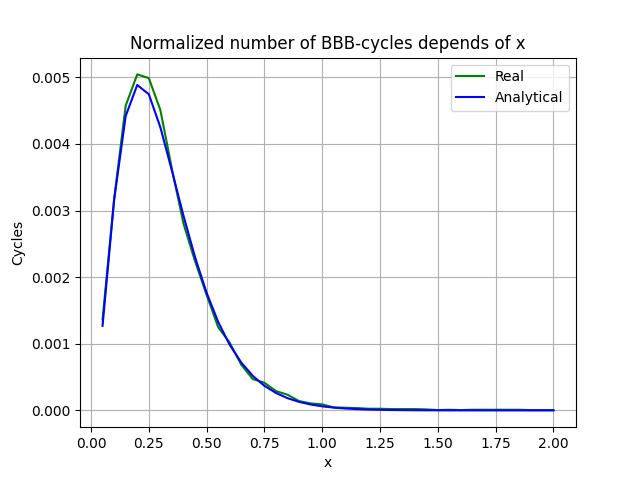 Normalized number of BBB-cycles depends of x
Real
Analytical
Cycles
0.005
0.004
0.003
0.002
0.001
0.000
0.00 0.25 0.50 0.75 1.00 1.25 1.50 1.75 2.00
x